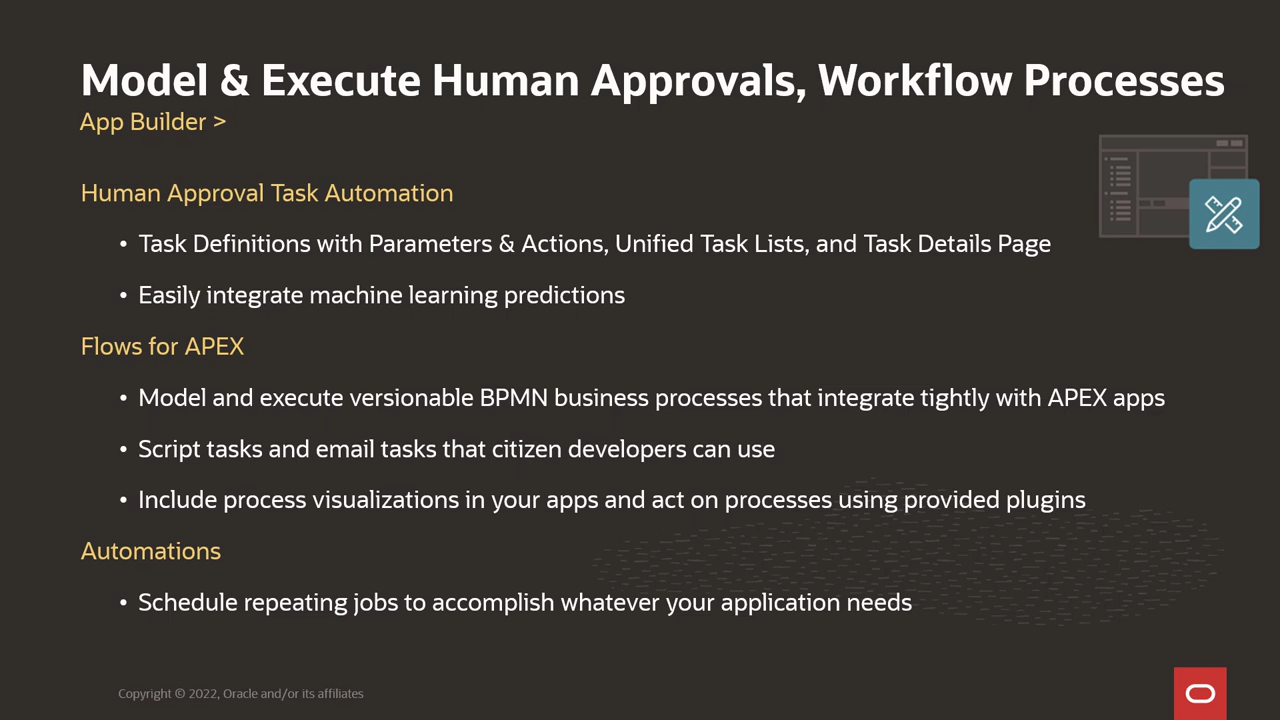 Model & Execute Human Approvals, Workflow Processes
App Builder >
Human Approval Task Automation
• Task Definitions with Parameters & Actions, Unified Task Lists, and Task Details Page
• Easily integrate machine learning predictions
Flows for APEX
• Model and execute versionable BPMN business processes that integrate tightly with APEX apps
• Script tasks and email tasks that citizen developers can use
• Include process visualizations in your apps and act on processes using provided plugins
Automations
• Schedule repeating jobs to accomplish whatever your application needs
Copyright © 2022, Oracle and/or its affiliates